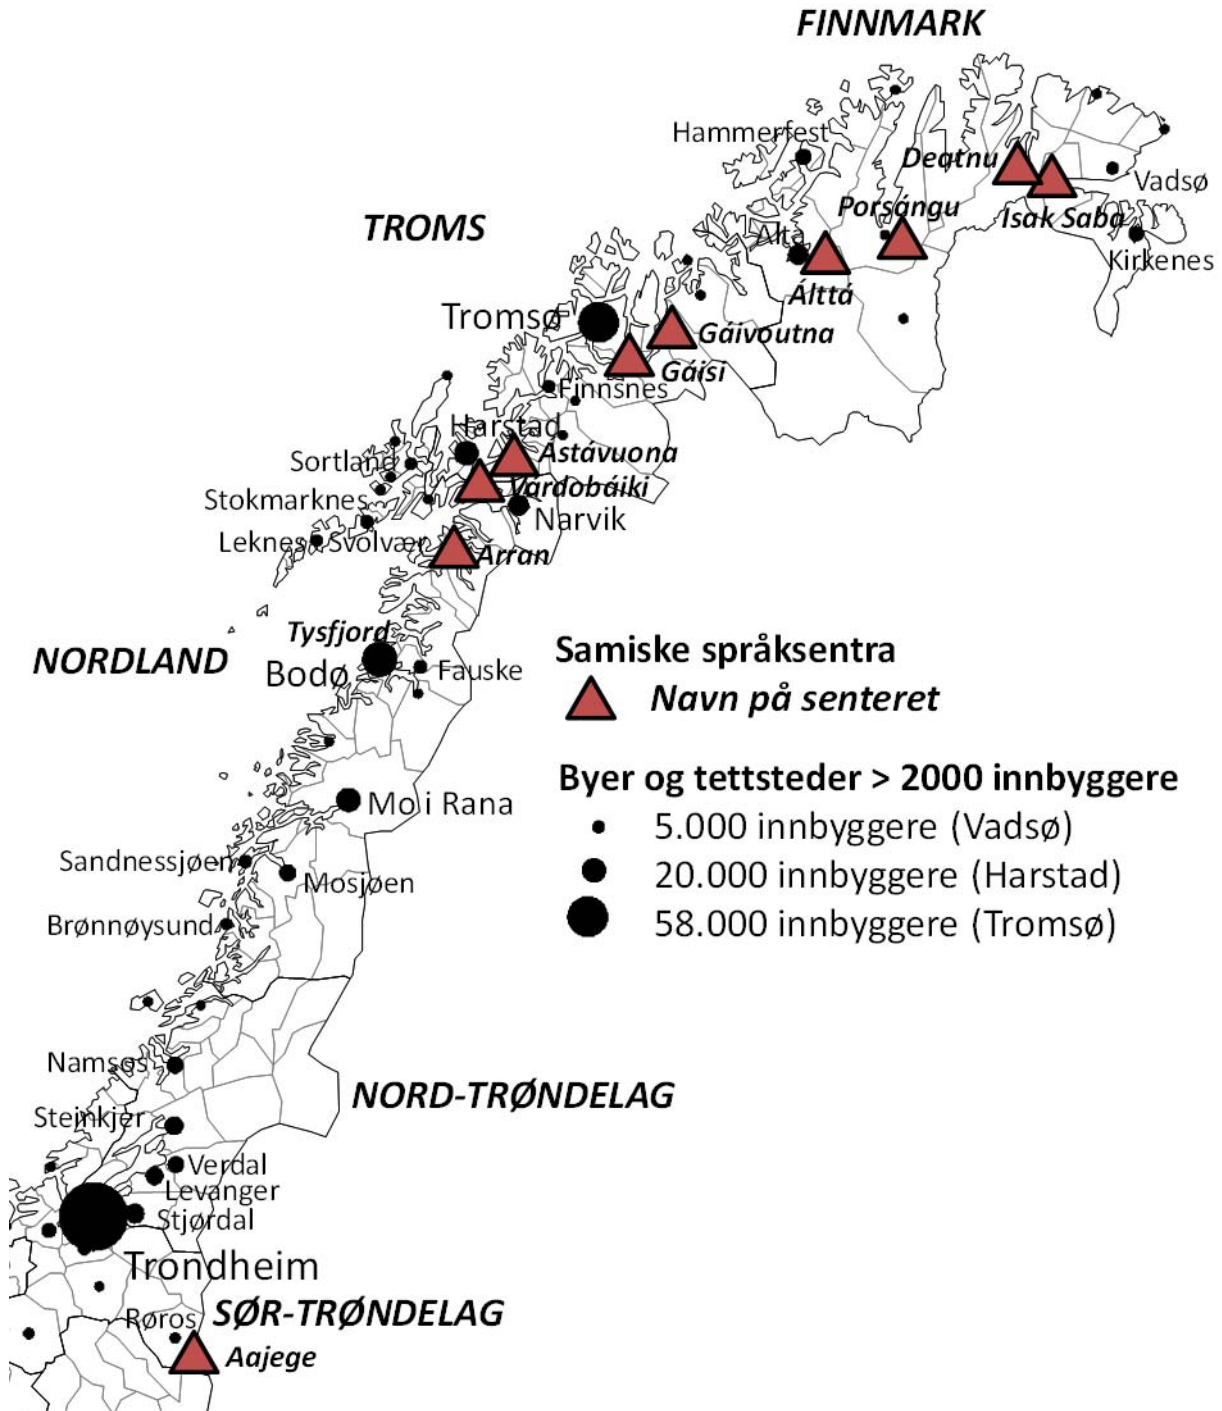 FINNMARK
Hammerfest
Deatnu
Vadsø
Porsángu
Isak Saba
TROMS
Alta
Kirkenes
Álttá
Tromsø
Gáivoutna
Gáisi
Finnsnes
Harstad
Astávuona
Sortland
Várdobáiki
Stokmarknes
Narvik
Leknes
Svolvær
Arran
Tysfjord
NORDLAND
Bodø
Fauske
Samiske språksentra
Navn på senteret
Byer og tettsteder > 2000 innbyggere
5.000 innbyggere (Vadsø)
20.000 innbyggere (Harstad)
58.000 innbyggere (Tromsø)
Mo i Rana
Sandnessjøen
Mosjøen
Brønnøysund
Namsos
NORD-TRØNDELAG
Steinkjer
Verdal
Levanger
Stjørdal
Trondheim
Røros
SØR-TRØNDELAG
Aajege